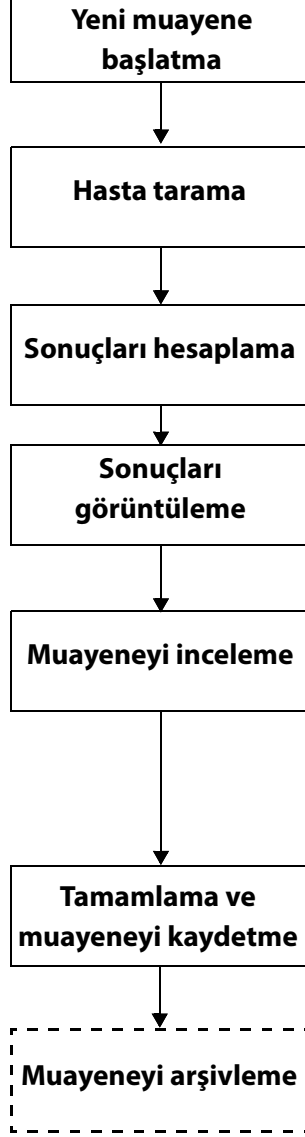 Yeni muayene
başlatma
Hasta tarama
Sonuçları hesaplama
Sonuçları
görüntüleme
Muayeneyi inceleme
Tamamlama ve
muayeneyi kaydetme
Muayeneyi arşivleme